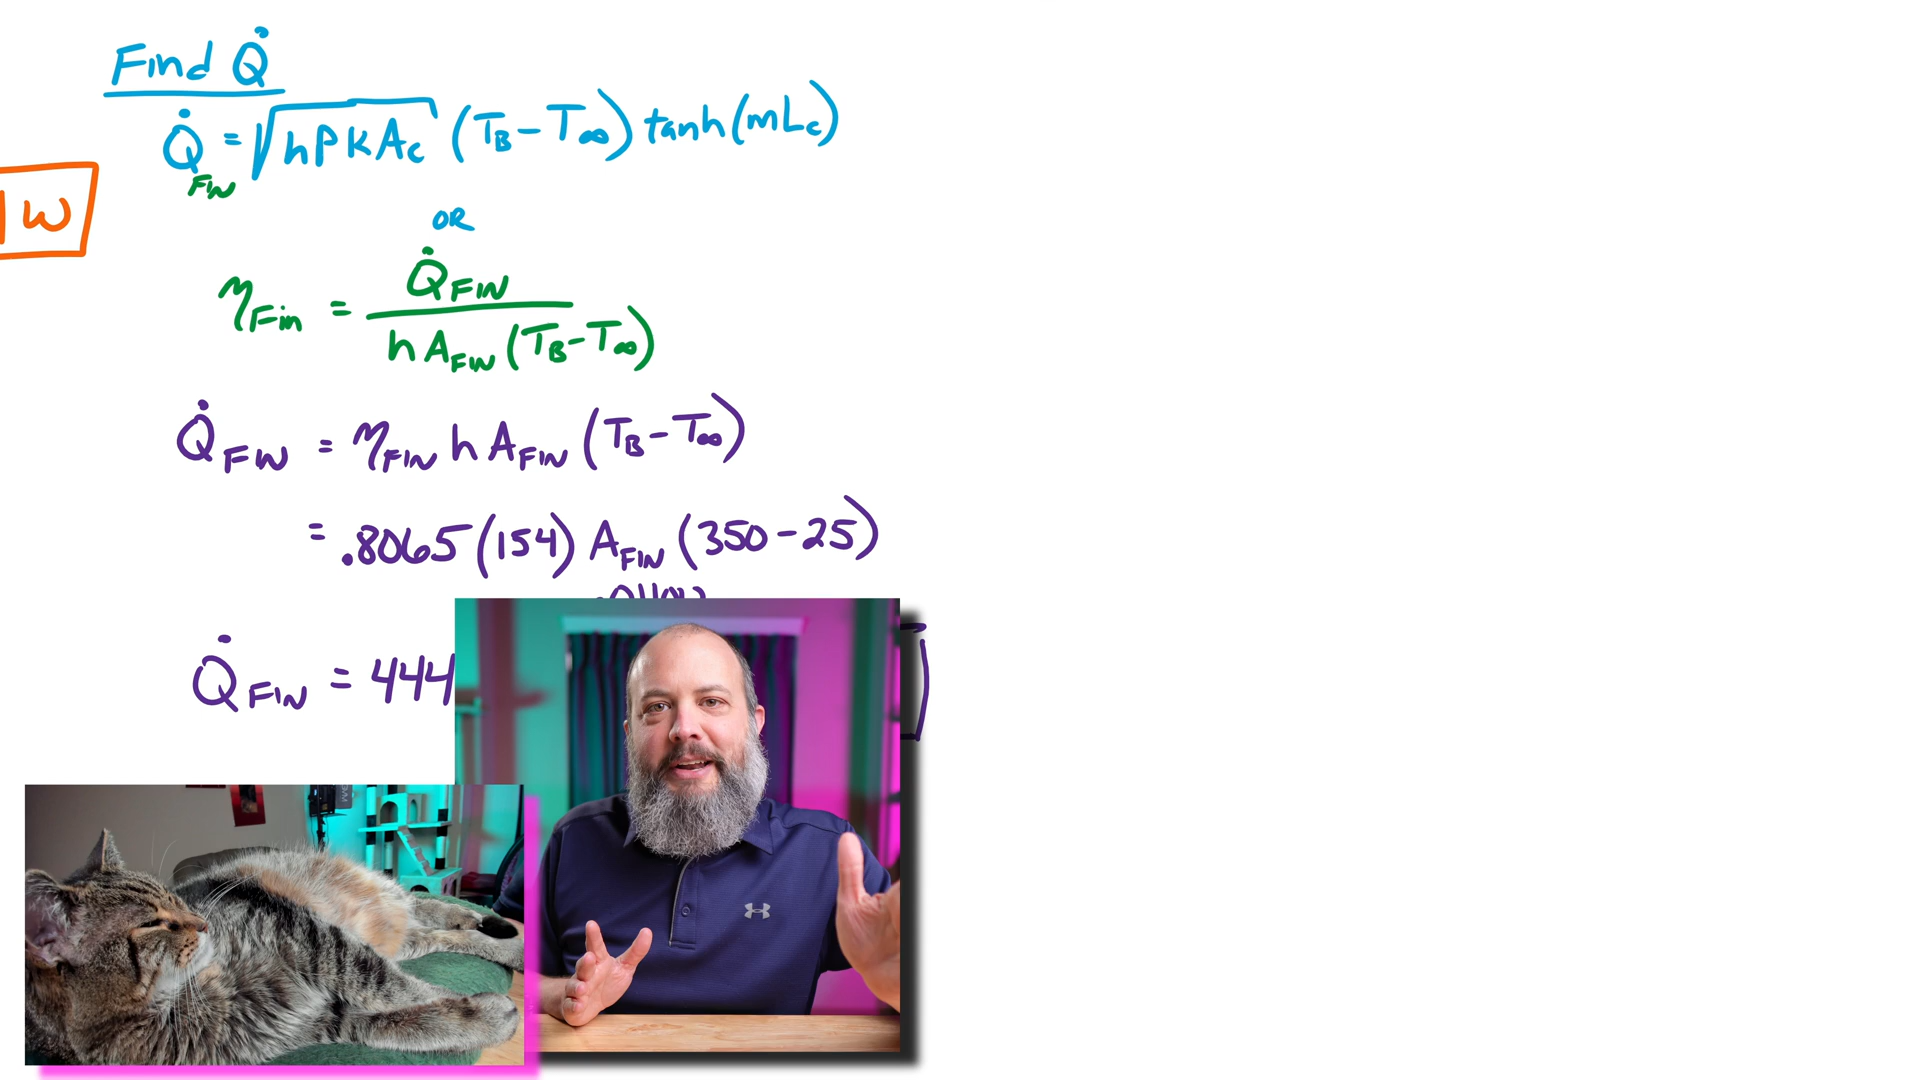 Find Q̇
Q̇FIN = √hPKAc (TB - T∞) tanh(mLc)
W
OR
ηFin = Q̇FIN / hAFIN (TB - T∞)
Q̇FIN = ηFIN h AFIN (TB - T∞)
= .8065 (154) AFIN (350 - 25)
Q̇FIN = 444